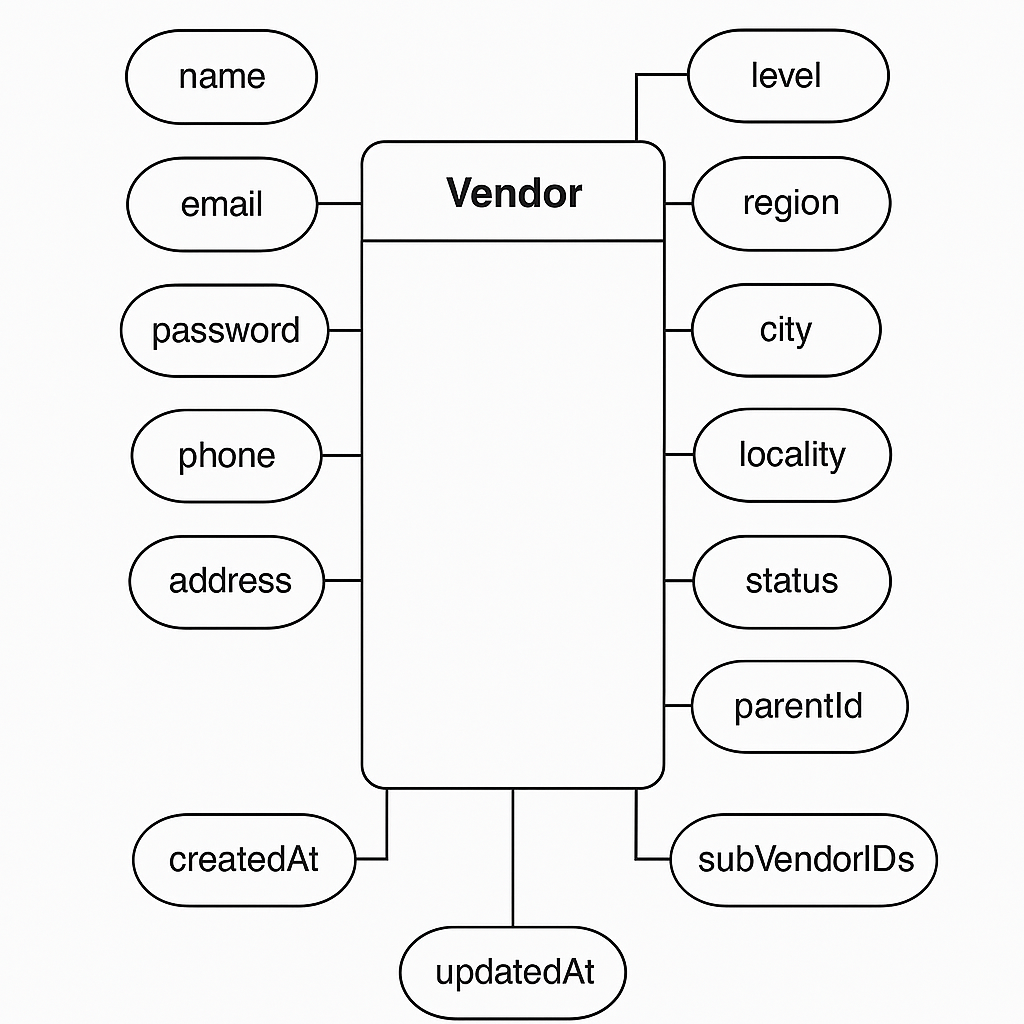 name
level
Vendor
email
region
password
city
phone
locality
address
status
parentId
createdAt
subVendorIDs
updatedAt